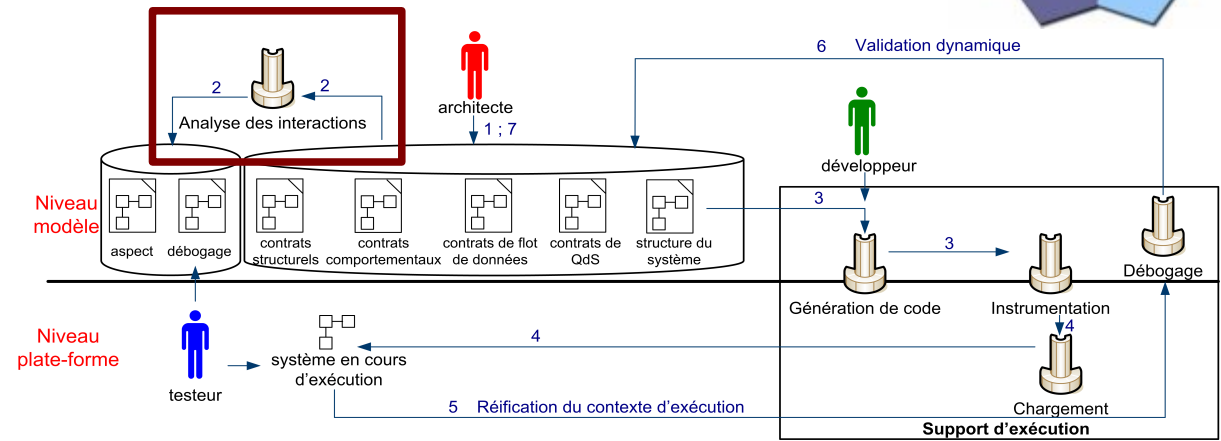 6 Validation dynamique
2
2
Analyse des interactions
architecte
1 ; 7
développeur
Niveau
modèle
aspect
débogage
contrats
structurels
contrats
comportementaux
contrats de flot
de données
contrats de
QdS
structure du
système
3
3
Débogage
Génération de code
Instrumentation
Niveau
plate-forme
testeur
système en cours
d'exécution
4
4
Chargement
5 Réification du contexte d'exécution
Support d'exécution